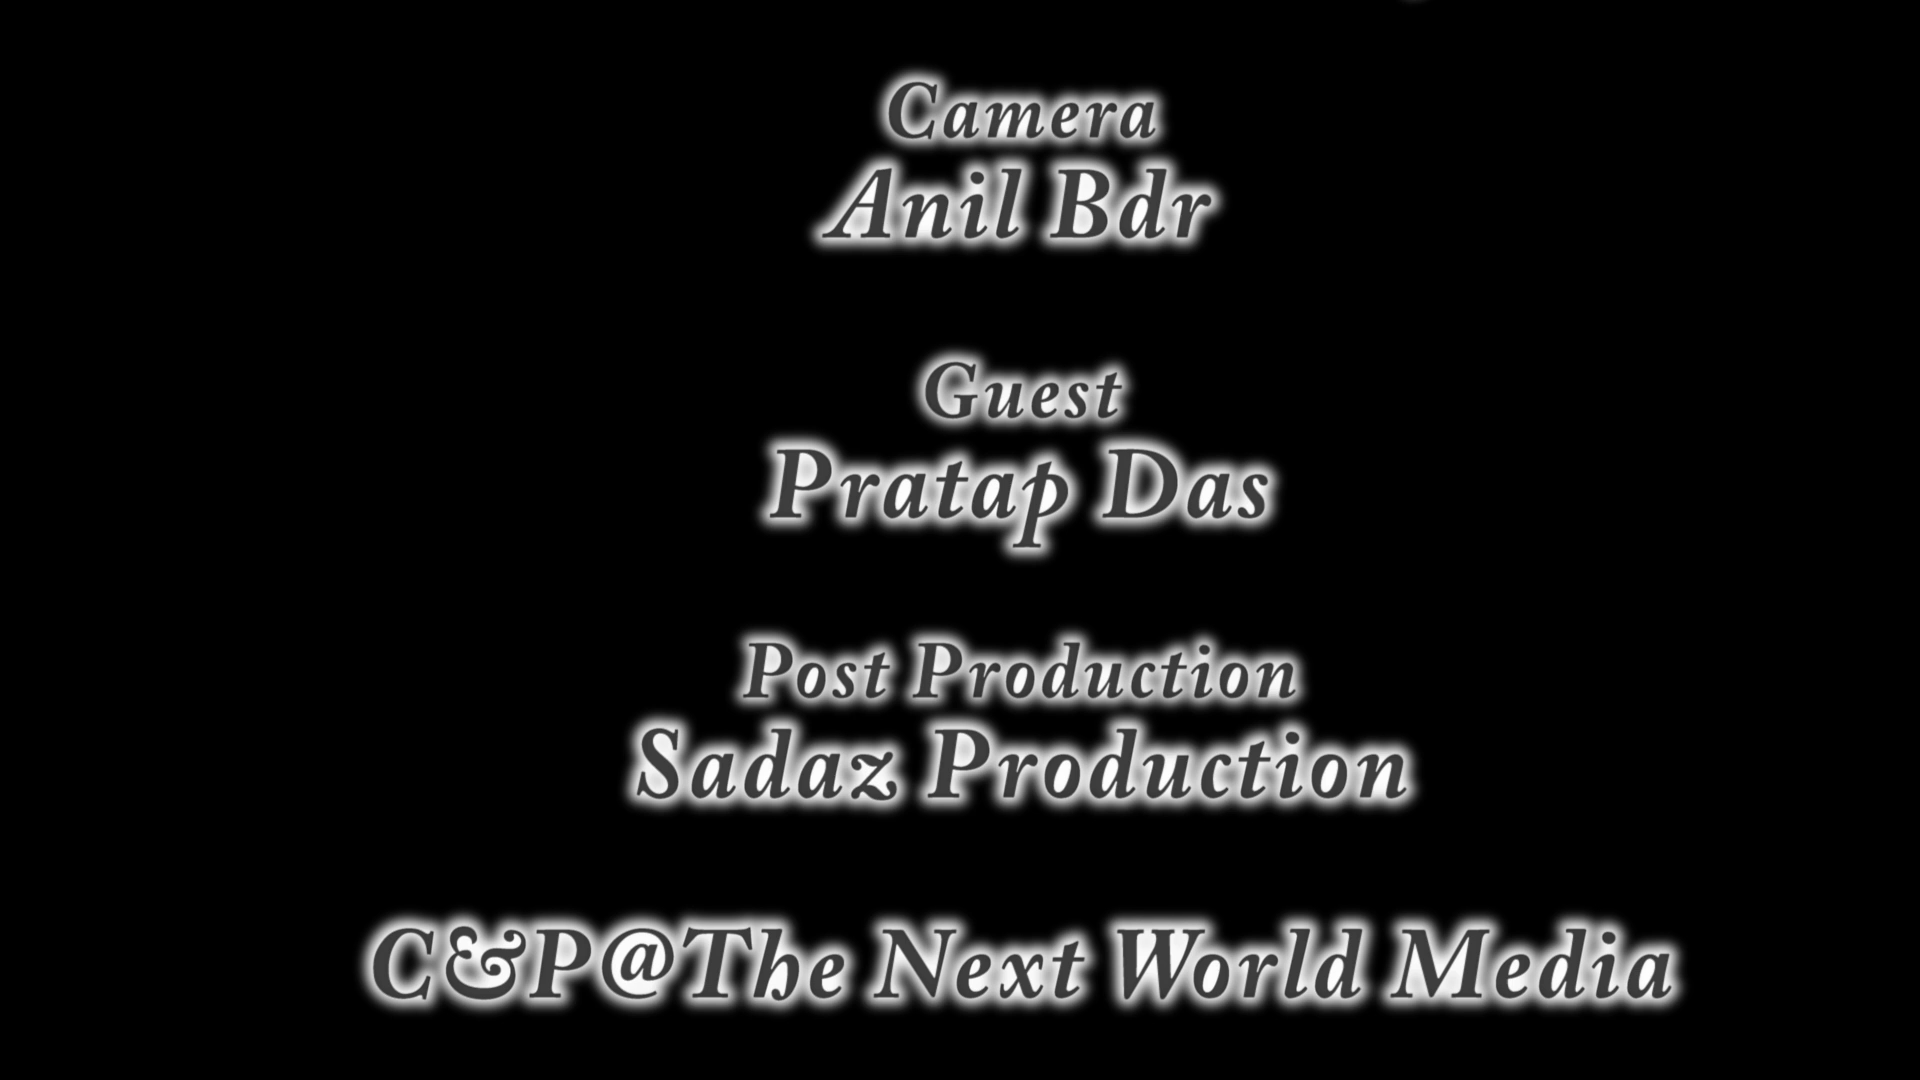 Camera
Anil Bdr
Guest
Pratap Das
Post Production
Sadaz Production
C&P@The Next World Media